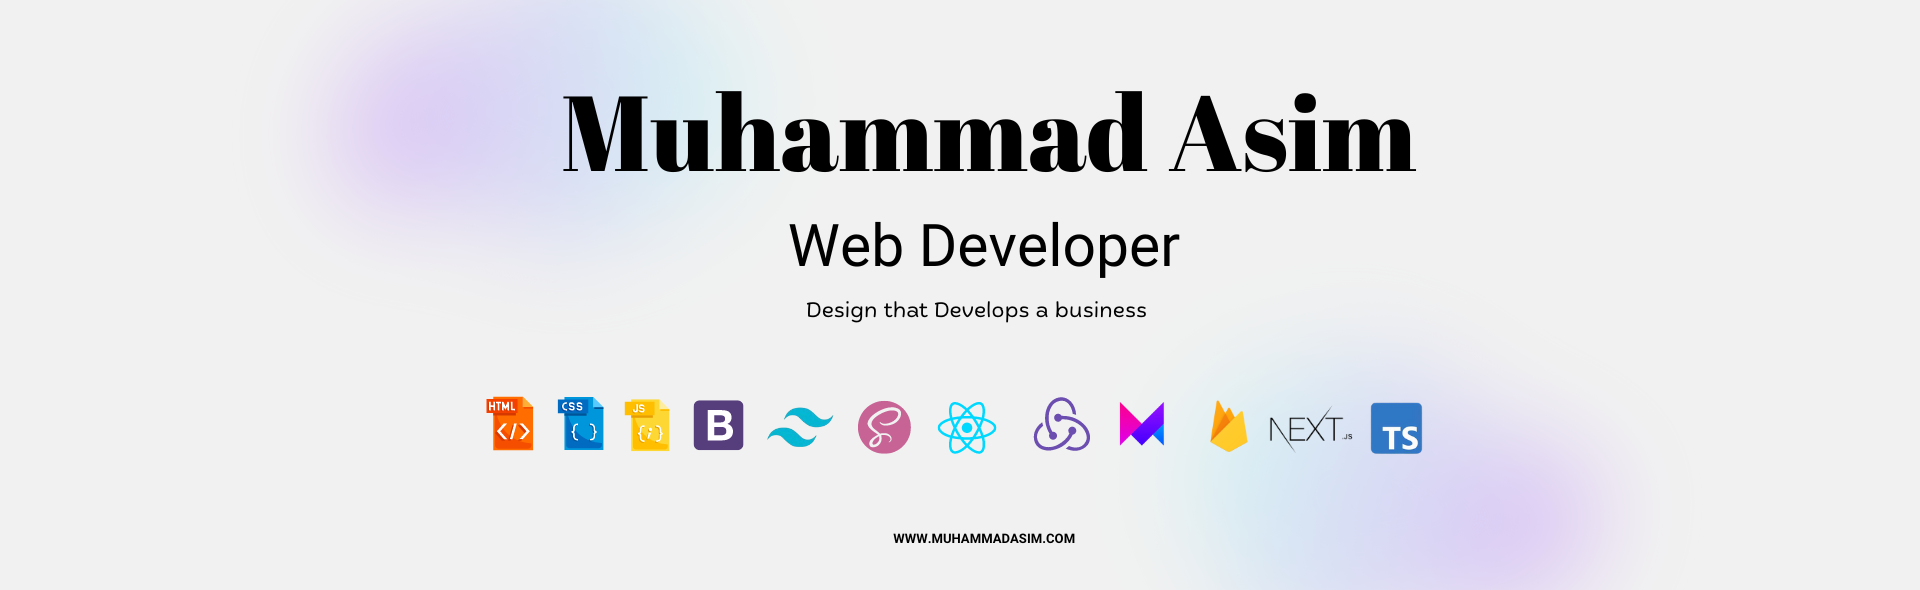 Muhammad Asim
Web Developer
Design that Develops a business
HTML CSS JS B NEXT.JS TS
WWW.MUHAMMADASIM.COM